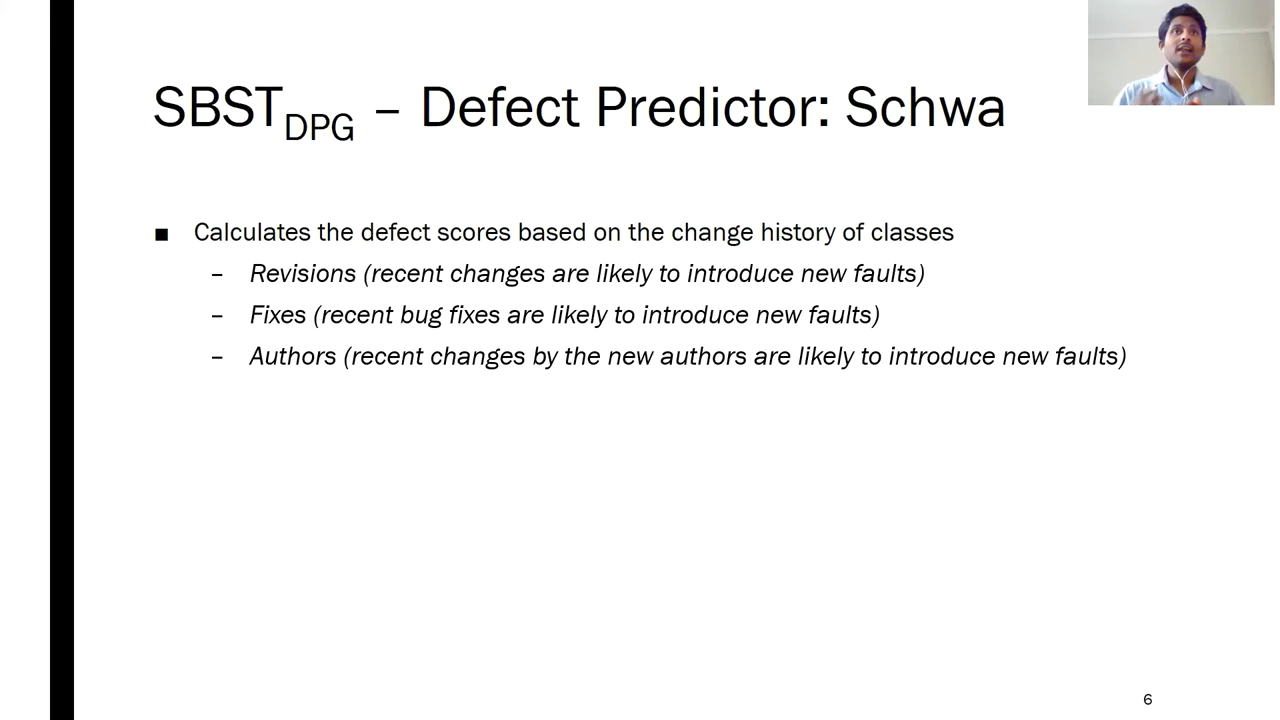 SBST_DPG – Defect Predictor: Schwa
■ Calculates the defect scores based on the change history of classes
– Revisions (recent changes are likely to introduce new faults)
– Fixes (recent bug fixes are likely to introduce new faults)
– Authors (recent changes by the new authors are likely to introduce new faults)
6